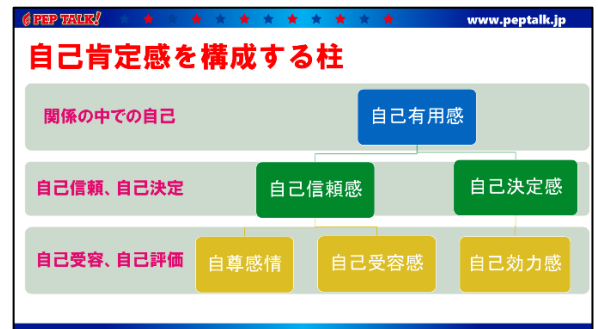 PEP TALK!
www.peptalk.jp
自己肯定感を構成する柱
関係の中での自己
自己有用感
自己信頼、自己決定
自己信頼感
自己決定感
自己受容、自己評価
自尊感情
自己受容感
自己効力感